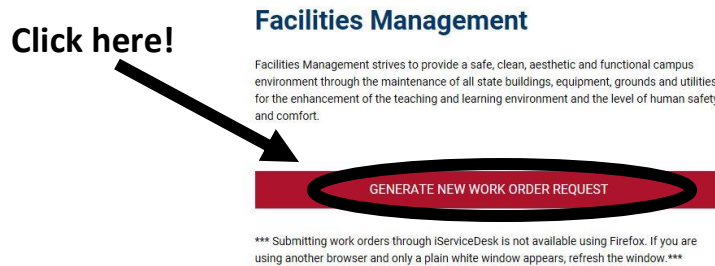 Facilities Management
Click here!
Facilities Management strives to provide a safe, clean, aesthetic and functional campus
environment through the maintenance of all state buildings, equipment, grounds and utilities
for the enhancement of the teaching and learning environment and the level of human safety
and comfort.
GENERATE NEW WORK ORDER REQUEST
*** Submitting work orders through iServiceDesk is not available using Firefox. If you are
using another browser and only a plain white window appears, refresh the window.***